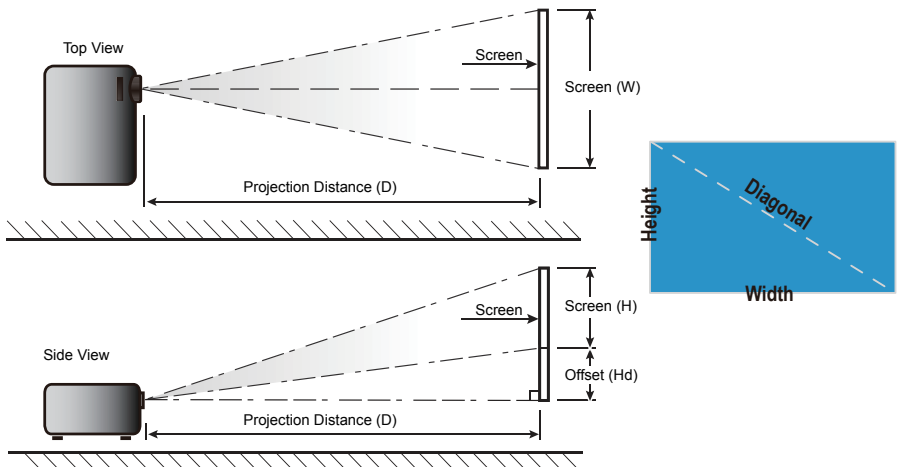 Top View
Screen
Screen (W)
Projection Distance (D)
Height
Diagonal
Width
Screen
Screen (H)
Side View
Offset (Hd)
Projection Distance (D)